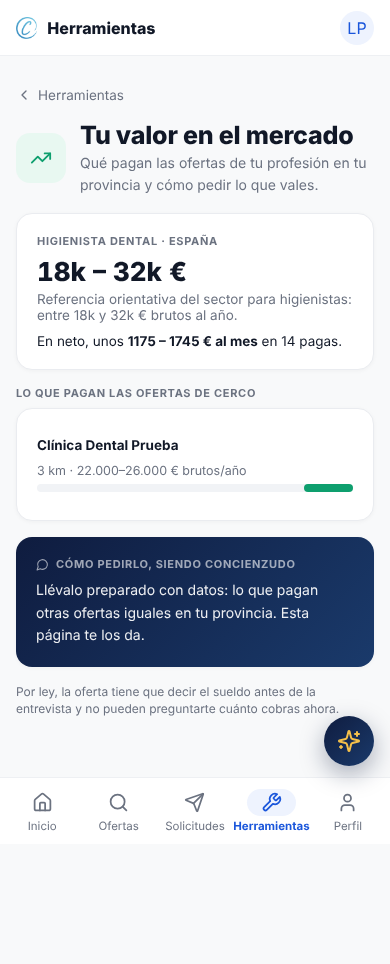 Herramientas
LP
Herramientas
Tu valor en el mercado
Qué pagan las ofertas de tu profesión en tu
provincia y cómo pedir lo que vales.
HIGIENISTA DENTAL · ESPAÑA
18k – 32k €
Referencia orientativa del sector para higienistas:
entre 18k y 32k € brutos al año.
En neto, unos 1175 – 1745 € al mes en 14 pagas.
LO QUE PAGAN LAS OFERTAS DE CERCO
Clínica Dental Prueba
3 km · 22.000–26.000 € brutos/año
CÓMO PEDIRLO, SIENDO CONCIENZUDO
Llévalo preparado con datos: lo que pagan
otras ofertas iguales en tu provincia. Esta
página te los da.
Por ley, la oferta tiene que decir el sueldo antes de la
entrevista y no pueden preguntarte cuánto cobras ahora.
Inicio
Ofertas
Solicitudes
Herramientas
Perfil